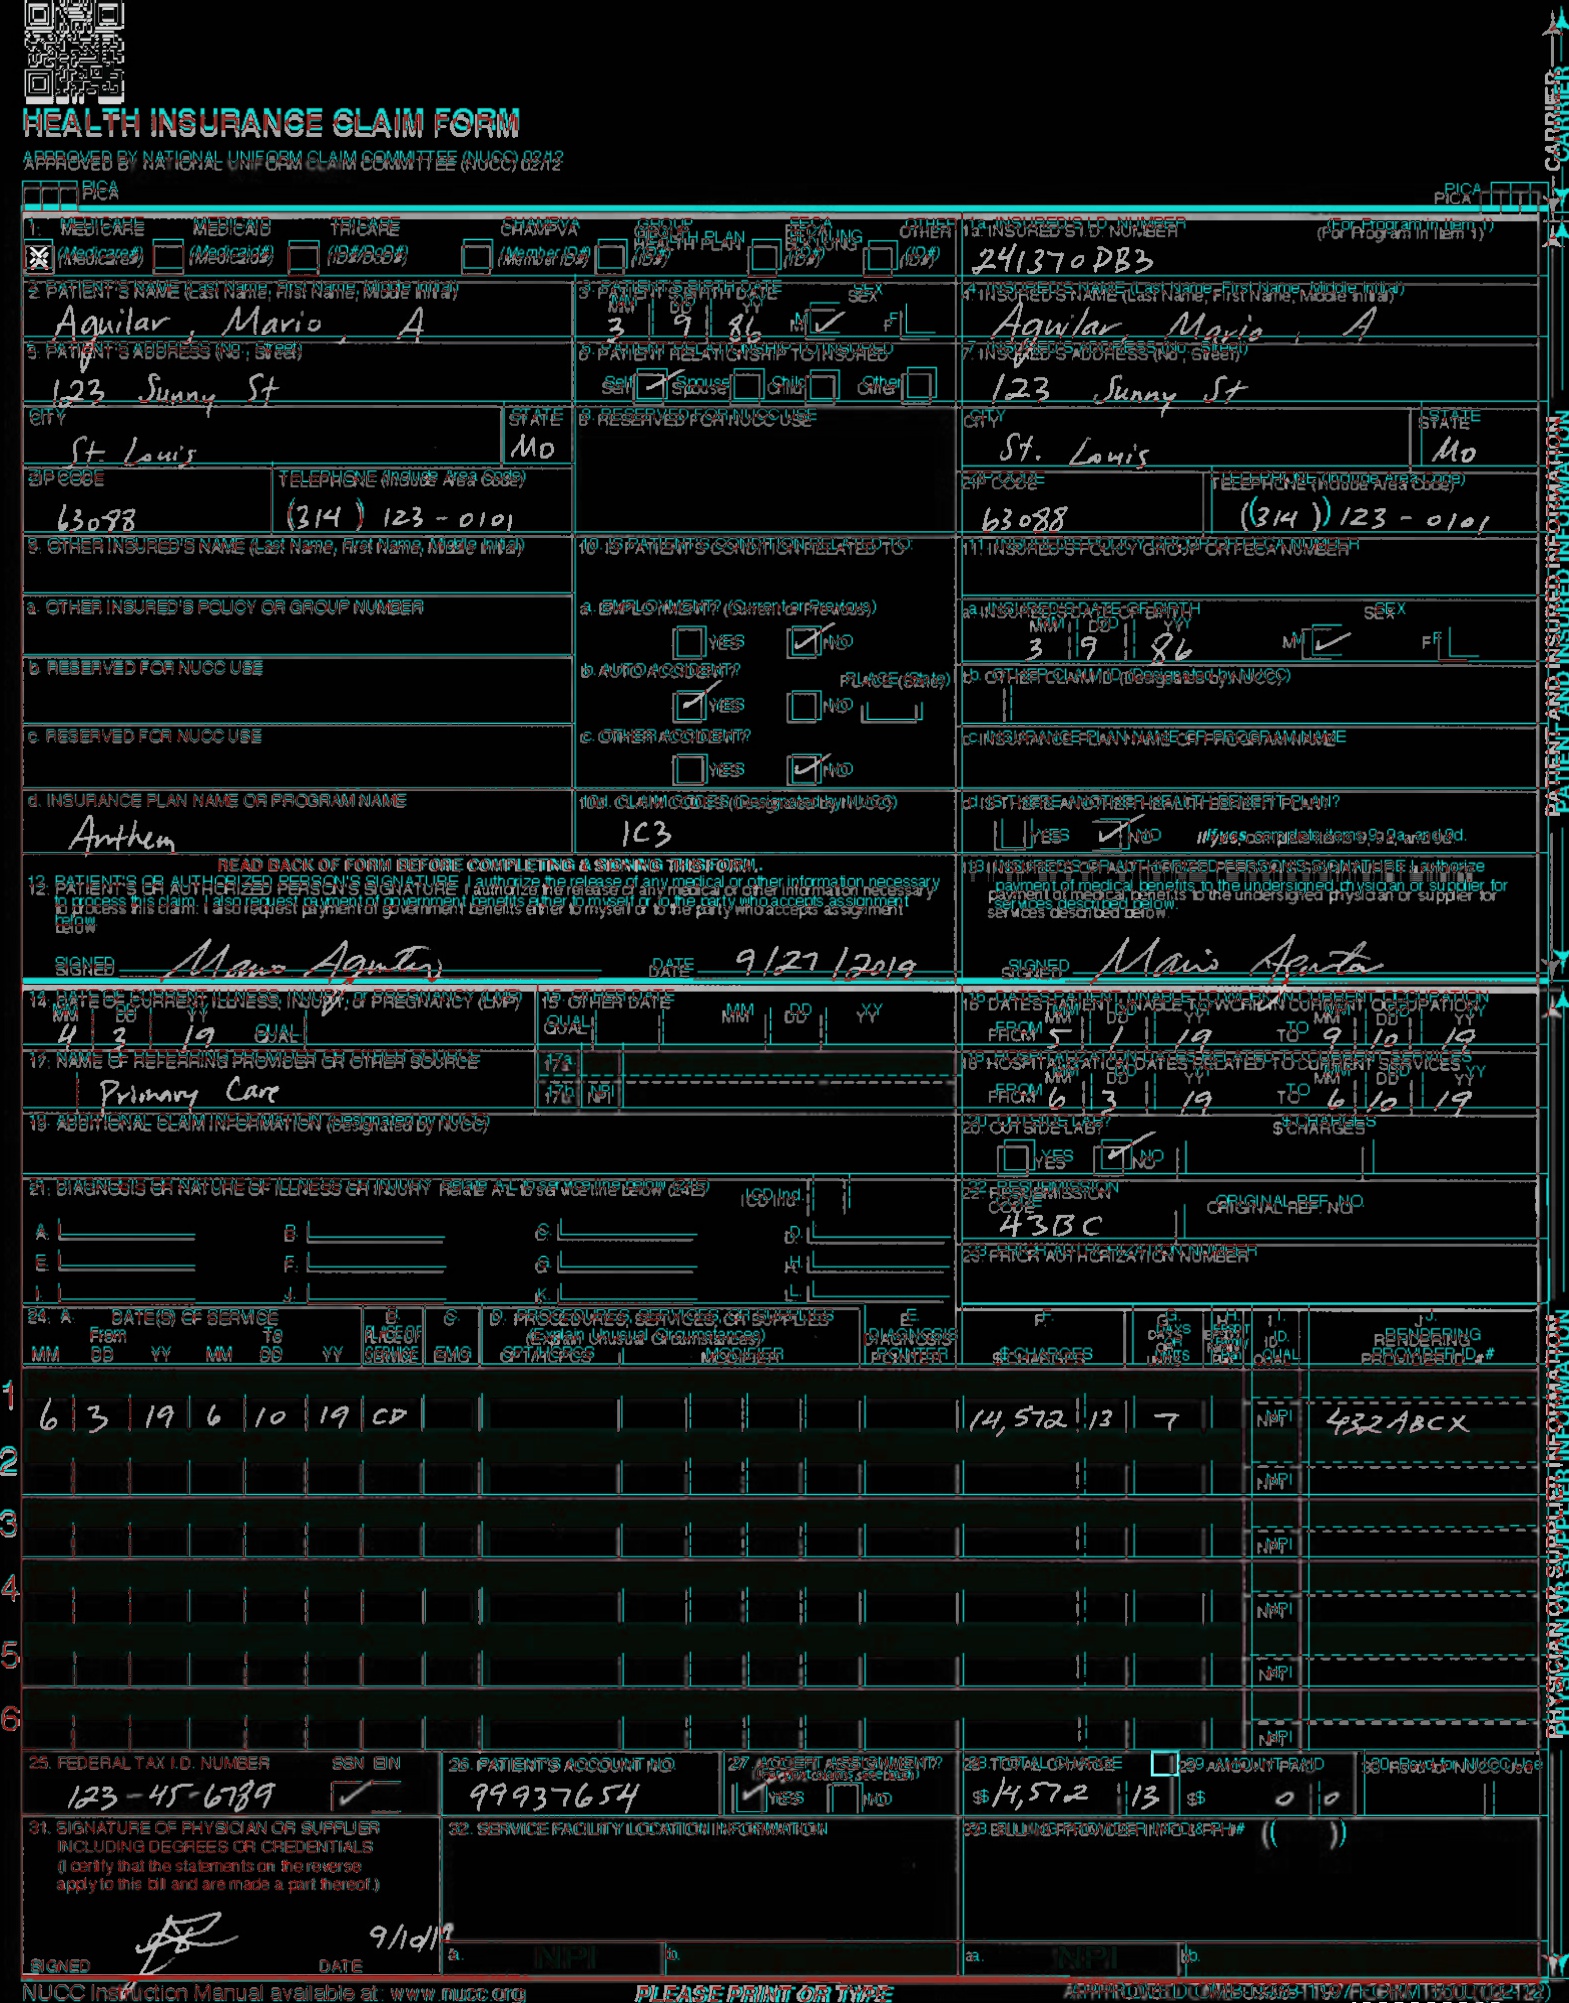 HEALTH INSURANCE CLAIM FORM
APPROVED BY NATIONAL UNIFORM CLAIM COMMITTEE (NUCC) 02/12
PICA PICA
1. MEDICARE MEDICAID TRICARE CHAMPVA GROUP HEALTH PLAN FECA BLK LUNG OTHER 1a. INSURED'S I.D. NUMBER (For Program in Item 1)
(Medicare#) (Medicaid#) (ID#/DoD#) (Member ID#) (ID#) (ID#) (ID#) 241370DB3
2. PATIENT'S NAME (Last Name, First Name, Middle Initial) 3. PATIENT'S BIRTH DATE SEX 4. INSURED'S NAME (Last Name, First Name, Middle Initial)
MM DD YY
Aguilar, Mario, A 3 9 86 M F Aguilar, Mario, A
5. PATIENT'S ADDRESS (No., Street) 6. PATIENT RELATIONSHIP TO INSURED 7. INSURED'S ADDRESS (No., Street)
123 Sunny St Self Spouse Child Other 123 Sunny St
CITY STATE 8. RESERVED FOR NUCC USE CITY STATE
St. Louis MO St. Louis MO
ZIP CODE TELEPHONE (Include Area Code) ZIP CODE TELEPHONE (Include Area Code)
63088 (314) 123-0101 63088 (314) 123-0101
9. OTHER INSURED'S NAME (Last Name, First Name, Middle Initial) 10. IS PATIENT'S CONDITION RELATED TO: 11. INSURED'S POLICY GROUP OR FECA NUMBER
a. OTHER INSURED'S POLICY OR GROUP NUMBER a. EMPLOYMENT? (Current or Previous) a. INSURED'S DATE OF BIRTH SEX
MM DD YY
YES NO 3 9 86 M F
b. RESERVED FOR NUCC USE b. AUTO ACCIDENT? PLACE (State) b. OTHER CLAIM ID (Designated by NUCC)
YES NO
c. RESERVED FOR NUCC USE c. OTHER ACCIDENT? c. INSURANCE PLAN NAME OR PROGRAM NAME
YES NO
d. INSURANCE PLAN NAME OR PROGRAM NAME 10d. CLAIM CODES (Designated by NUCC) d. IS THERE ANOTHER HEALTH BENEFIT PLAN?
Anthem 1C3 YES NO If yes, complete items 9, 9a, and 9d.
READ BACK OF FORM BEFORE COMPLETING & SIGNING THIS FORM.
12. PATIENT'S OR AUTHORIZED PERSON'S SIGNATURE I authorize the release of any medical or other information necessary
to process this claim. I also request payment of government benefits either to myself or to the party who accepts assignment
below.
13. INSURED'S OR AUTHORIZED PERSON'S SIGNATURE I authorize
payment of medical benefits to the undersigned physician or supplier for
services described below.
SIGNED DATE 9/27/2019 SIGNED
14. DATE OF CURRENT ILLNESS, INJURY, or PREGNANCY (LMP) 15. OTHER DATE 16. DATES PATIENT UNABLE TO WORK IN CURRENT OCCUPATION
MM DD YY MM DD YY MM DD YY MM DD YY
4 3 19 QUAL. QUAL. FROM 5 1 19 TO 9 10 19
17. NAME OF REFERRING PROVIDER OR OTHER SOURCE 17a. 18. HOSPITALIZATION DATES RELATED TO CURRENT SERVICES
MM DD YY MM DD YY
Primary Care 17b. NPI FROM 6 3 19 TO 6 10 19
19. ADDITIONAL CLAIM INFORMATION (Designated by NUCC) 20. OUTSIDE LAB? $ CHARGES
YES NO
21. DIAGNOSIS OR NATURE OF ILLNESS OR INJURY Relate A-L to service line below (24E) ICD Ind. 22. RESUBMISSION CODE ORIGINAL REF. NO.
43BC
A. B. C. D.
E. F. G. H. 23. PRIOR AUTHORIZATION NUMBER
I. J. K. L.
24. A. DATE(S) OF SERVICE B. C. D. PROCEDURES, SERVICES, OR SUPPLIES E. F. G. H. I. J.
From To PLACE OF (Explain Unusual Circumstances) DIAGNOSIS DAYS OR ID. RENDERING
MM DD YY MM DD YY SERVICE EMG CPT/HCPCS MODIFIER POINTER $ CHARGES UNITS QUAL. PROVIDER ID. #
1 6 3 19 6 10 19 CD 14,572 13 7 NPI 432ABCX
2 NPI
3 NPI
4 NPI
5 NPI
6 NPI
25. FEDERAL TAX I.D. NUMBER SSN EIN 26. PATIENT'S ACCOUNT NO. 27. ACCEPT ASSIGNMENT? 28. TOTAL CHARGE 29. AMOUNT PAID 30. Rsvd for NUCC Use
123-45-6789 99937654 YES NO $ 14,572 13 $ 0 0
31. SIGNATURE OF PHYSICIAN OR SUPPLIER 32. SERVICE FACILITY LOCATION INFORMATION 33. BILLING PROVIDER INFO & PH # ( )
INCLUDING DEGREES OR CREDENTIALS
(I certify that the statements on the reverse
apply to this bill and are made a part thereof.)
9/10/19
SIGNED DATE a. NPI b. a. NPI b.
NUCC Instruction Manual available at: www.nucc.org PLEASE PRINT OR TYPE
CARRIER
PATIENT AND INSURED INFORMATION
PHYSICIAN OR SUPPLIER INFORMATION